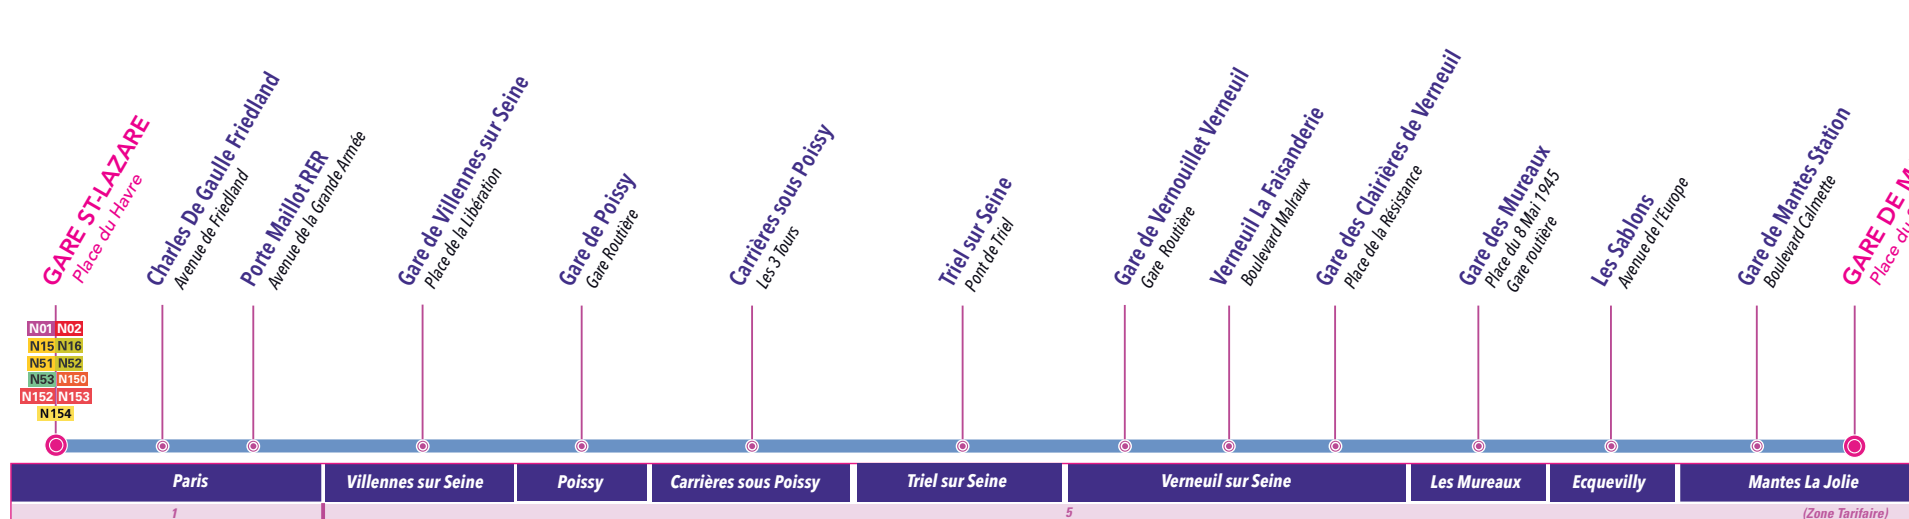 GARE ST-LAZARE
Place du Havre
Charles De Gaulle Friedland
Avenue de Friedland
Porte Maillot RER
Avenue de la Grande Armée
Gare de Villennes sur Seine
Place de la Libération
Gare de Poissy
Gare Routière
Carrières sous Poissy
Les 3 Tours
Triel sur Seine
Pont de Triel
Gare de Vernouillet Verneuil
Gare Routière
Verneuil La Faisanderie
Boulevard Malraux
Gare des Clairières de Verneuil
Place de la Résistance
Gare des Mureaux
Place du 8 Mai 1945
Gare routière
Les Sablons
Avenue de l'Europe
Gare de Mantes Station
Boulevard Calmette
GARE DE
Place du
N01 N02
N15 N16
N51 N52
N53 N150
N152 N153
N154
Paris
Villennes sur Seine
Poissy
Carrières sous Poissy
Triel sur Seine
Verneuil sur Seine
Les Mureaux
Ecquevilly
Mantes La Jolie
1
5
(Zone Tarifaire)